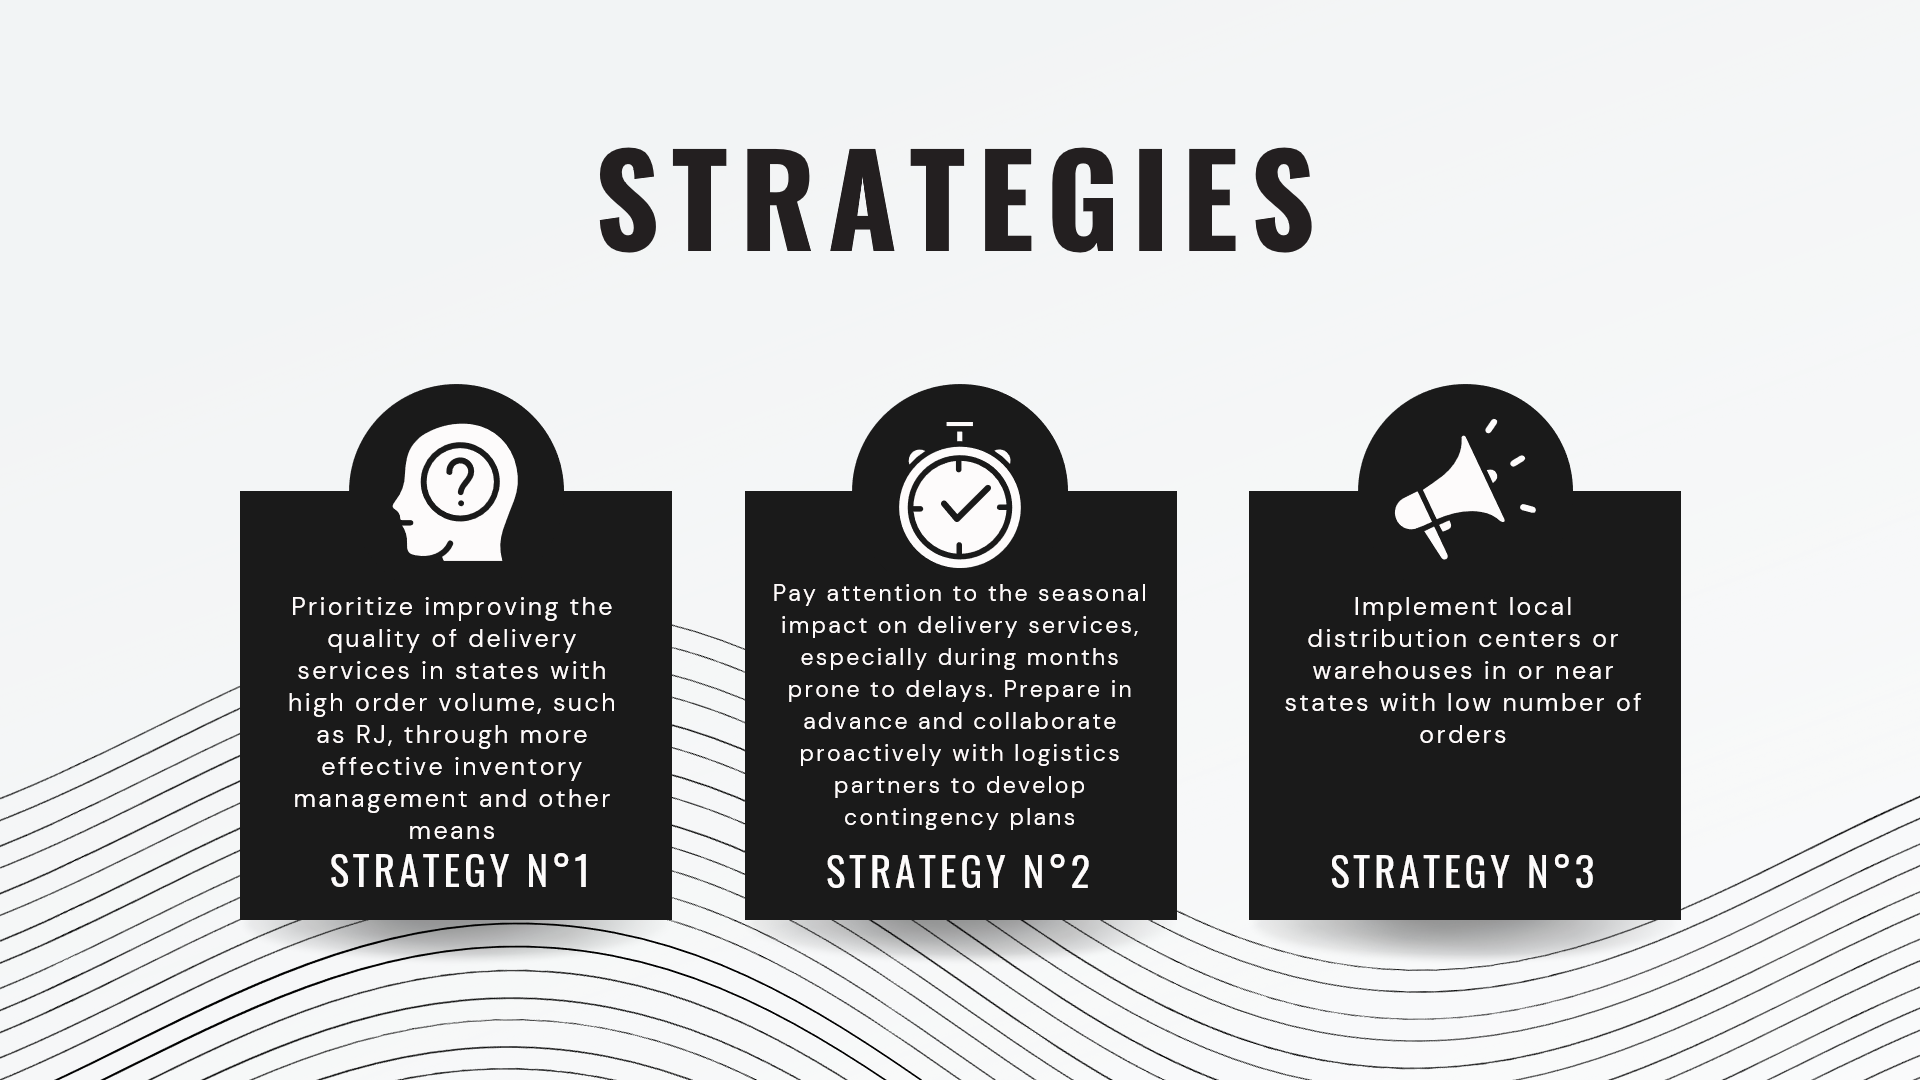 STRATEGIES
Prioritize improving the
quality of delivery
services in states with
high order volume, such
as RJ, through more
effective inventory
management and other
means
STRATEGY N°1
Pay attention to the seasonal
impact on delivery services,
especially during months
prone to delays. Prepare in
advance and collaborate
proactively with logistics
partners to develop
contingency plans
STRATEGY N°2
Implement local
distribution centers or
warehouses in or near
states with low number of
orders
STRATEGY N°3